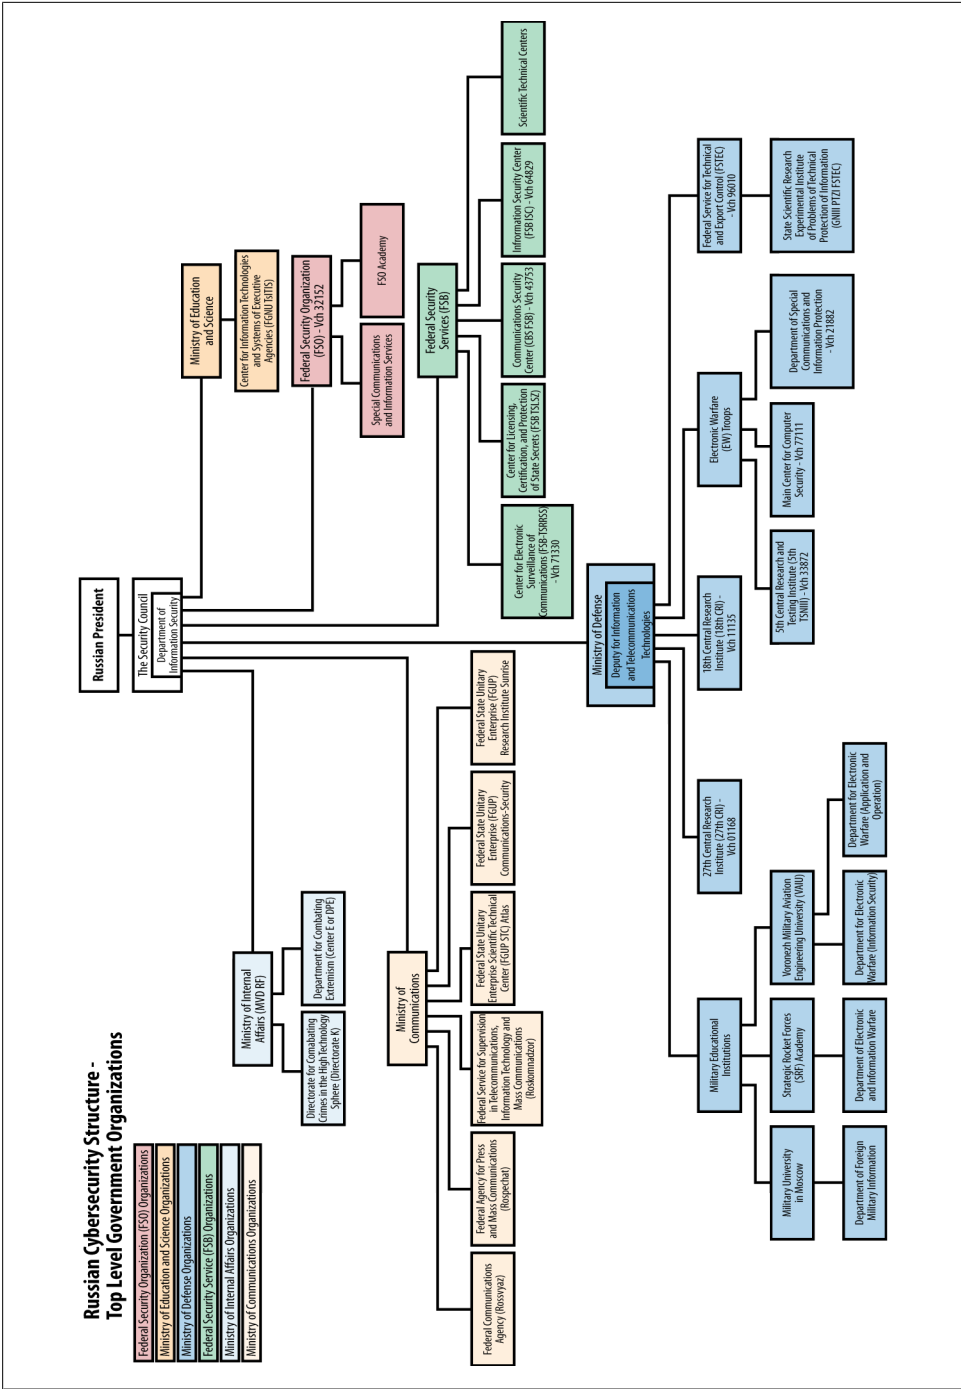 Russian Cybersecurity Structure -
Top Level Government Organizations
Federal Security Organization (FSO) Organizations
Ministry of Education and Science Organizations
Ministry of Defense Organizations
Federal Security Service (FSB) Organizations
Ministry of Internal Affairs Organizations
Ministry of Communications Organizations
Russian President
The Security Council
Department of
Information Security
Ministry of Internal
Affairs (MVD RF)
Directorate for Comabating
Crimes in the High Technology
Sphere (Directorate K)
Department for Combating
Extremism (Center E or DPE)
Ministry of Education
and Science
Center for Information Technologies
and Systems of Executive
Agencies (FGNU TsITIS)
Federal Security Organization
(FSO) - Vch 32152
Special Communications
and Information Services
FSO Academy
Ministry of
Communications
Federal Communications
Agency (Rossvyaz)
Federal Agency for Press
and Mass Communications
(Rospechat)
Federal Service for Supervision
in Telecommunications,
Information Technology and
Mass Communications
(Roskomnadzor)
Federal State Unitary
Enterprise Scientific Technical
Center (FGUP STC) Atlas
Federal State Unitary
Enterprise (FGUP)
Communications-Security
Federal State Unitary
Enterprise (FGUP)
Research Institute Sunrise
Federal Security
Services (FSB)
Center for Electronic
Surveillance of
Communications (FSB-TSRRSS)
- Vch 71330
Center for Licensing,
Certification, and Protection
of State Secrets (FSB TSLSZ)
Communications Security
Center (CBS FSB) - Vch 43753
Infromation Security Center
(FSB ISC) - Vch 64829
Scientific Technical Centers
Ministry of Defense
Deputy for Information
and Telecommunications
Technologies
Military Educational
Institutions
27th Central Research
Institute (27th CRI) -
Vch 01168
18th Central Research
Institute (18th CRI) -
Vch 11135
Electronic Warfare
(EW) Troops
Federal Service for Technical
and Export Control (FSTEC)
- Vch 96010
Military University
in Moscow
Strategic Rocket Forces
(SRF) Academy
Voronezh Military Aviation
Engineering University (VAIU)
5th Central Research and
Testing Institute (5th
TSNIII) - Vch 33872
Main Center for Computer
Security - Vch 77111
Department of Special
Communications and
Information Protection
- Vch 21882
State Scientific Research
Experimental Institute
of Problems of Technical
Protection of Information
(GNIII PTZI FSTEC)
Department of Foreign
Military Information
Department of Electronic
and Information Warfare
Department for Electronic
Warfare (Information Security)
Department for Electronic
Warfare (Application and
Operation)